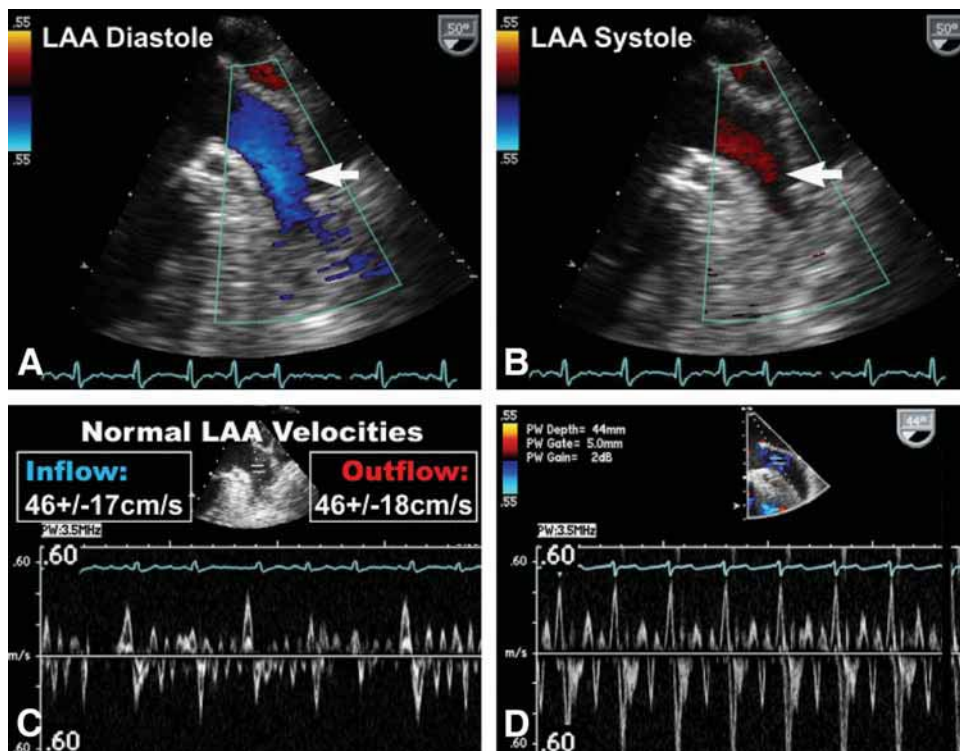 .55
LAA Diastole
50°
.55
A
.55
LAA Systole
50°
.55
B
Normal LAA Velocities
Inflow:
46+/-17cm/s
Outflow:
46+/-18cm/s
PW:3.5MHz
.60
.60
m/s
C
.60
.60
.55
PW Depth= 44mm
PW Gate= 5.0mm
PW Gain= 2dB
.55
44°
PW:3.5MHz
.60
.60
m/s
D
.60
.60